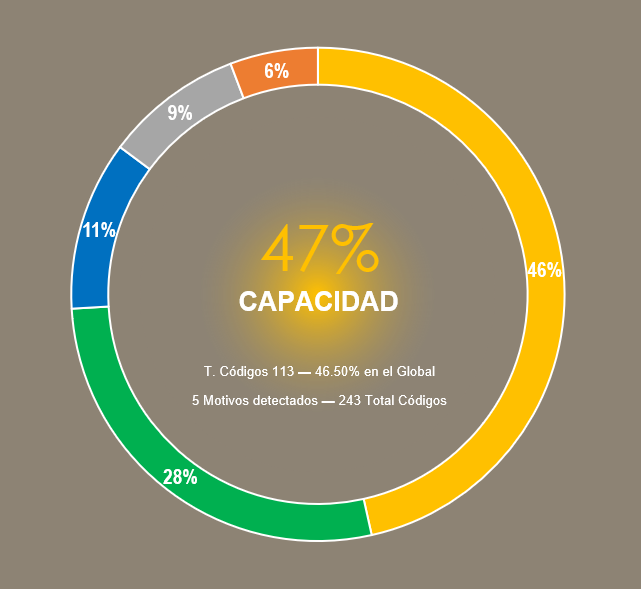 6%
9%
11%
47%
46%
CAPACIDAD
T. Códigos 113 — 46.50% en el Global
5 Motivos detectados — 243 Total Códigos
28%